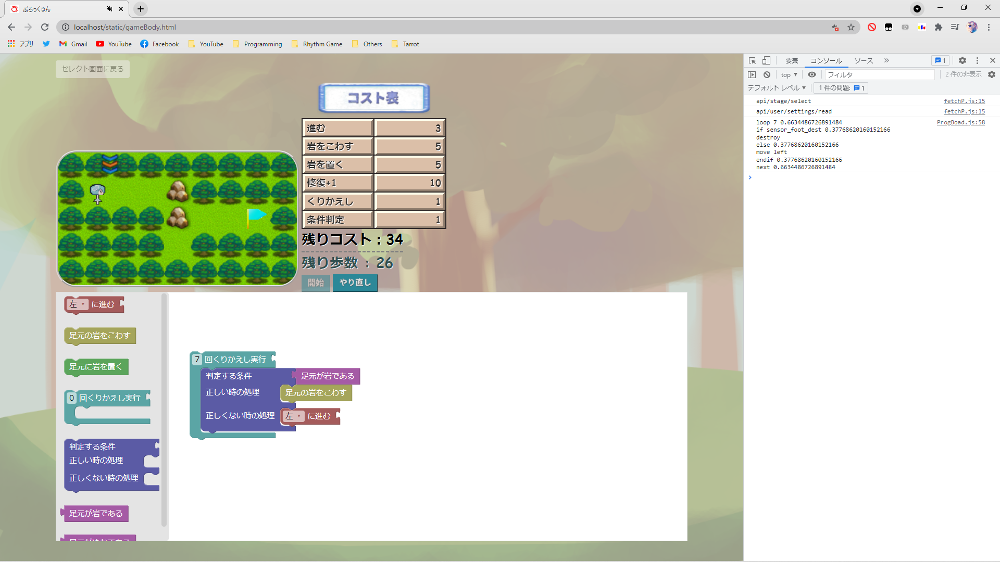 ぷろっくるん
localhost/static/gameBody.html
アプリ
Gmail
YouTube
Facebook
YouTube
Programming
Rhythm Game
Others
Tarrot
セレクト画面に戻る
コスト表
進む 3
岩をこわす 5
岩を置く 5
修復+1 10
くりかえし 1
条件判定 1
残りコスト : 34
残り歩数 : 26
開始 やり直し
左 に進む
足元の岩をこわす
足元に岩を置く
0 回くりかえし実行
判定する条件
正しい時の処理
正しくない時の処理
足元が岩である
7 回くりかえし実行
判定する条件 足元が岩である
正しい時の処理 足元の岩をこわす
正しくない時の処理 左 に進む
要素 コンソール ソース » 1
top フィルタ 2 件の非表示
デフォルト レベル 1 件の問題: 1
api/stage/select fetchP.js:15
api/user/settings/read fetchP.js:15
loop 7 0.6634486726891484 ProgBoad.js:58
if sensor_foot_dest 0.37768620160152166
destroy
else 0.37768620160152166
move left
endif 0.37768620160152166
next 0.6634486726891484